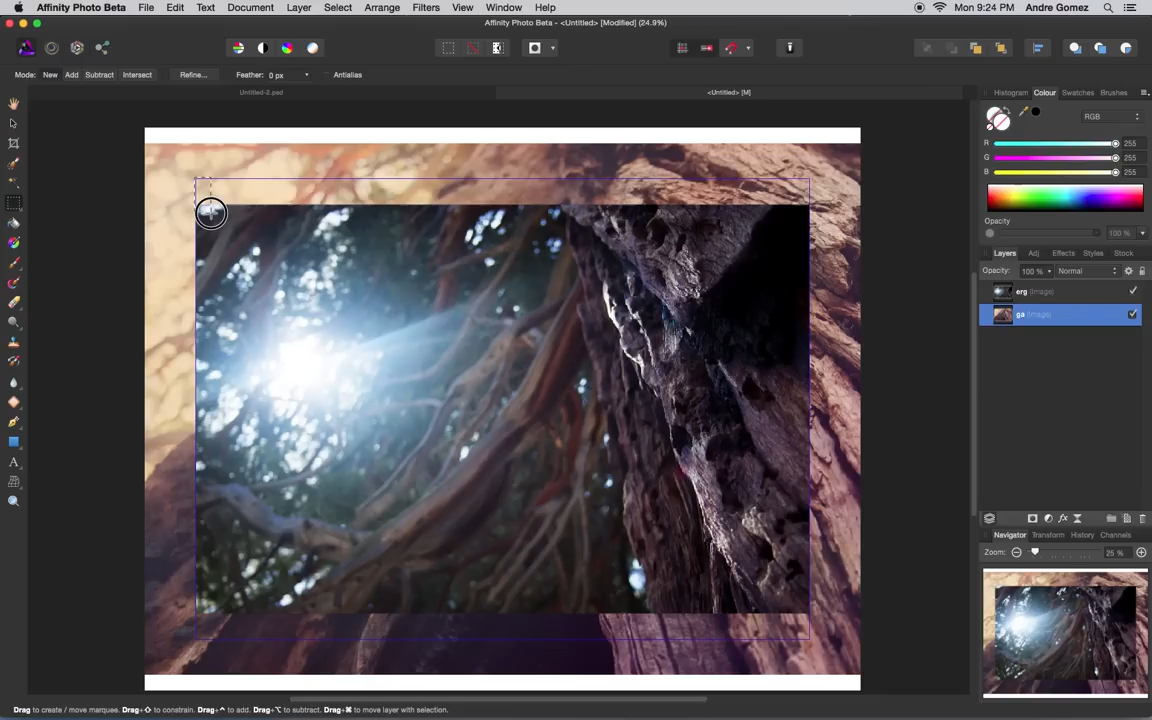 Affinity Photo Beta File Edit Text Document Layer Select Arrange Filters View Window Help Mon 9:24 PM Andre Gomez
Affinity Photo Beta - <Untitled> [Modified] (24.9%)
Mode: New Add Subtract Intersect Refine... Feather: 0 px Antialias
Untitled-2.psd <Untitled> [M]
Histogram Colour Swatches Brushes
RGB
R 255
G 255
B 255
Opacity
100 %
Layers Adj Effects Styles Stock
Opacity: 100 % Normal
erg (Image)
ga (Image)
Navigator Transform History Channels
Zoom: 25 %
Drag to create / move marquee. Drag+⇧ to constrain. Drag+⌃ to add. Drag+⌥ to subtract. Drag+⌘ to move layer with selection.